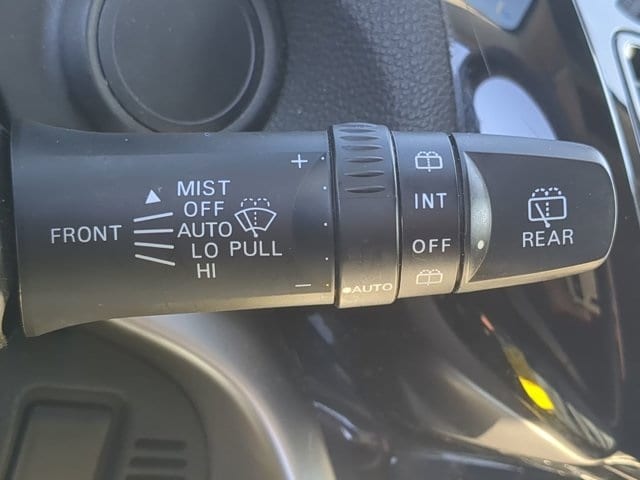 FRONT
MIST
OFF
AUTO
LO PULL
HI
+
−
•AUTO
INT
OFF
REAR